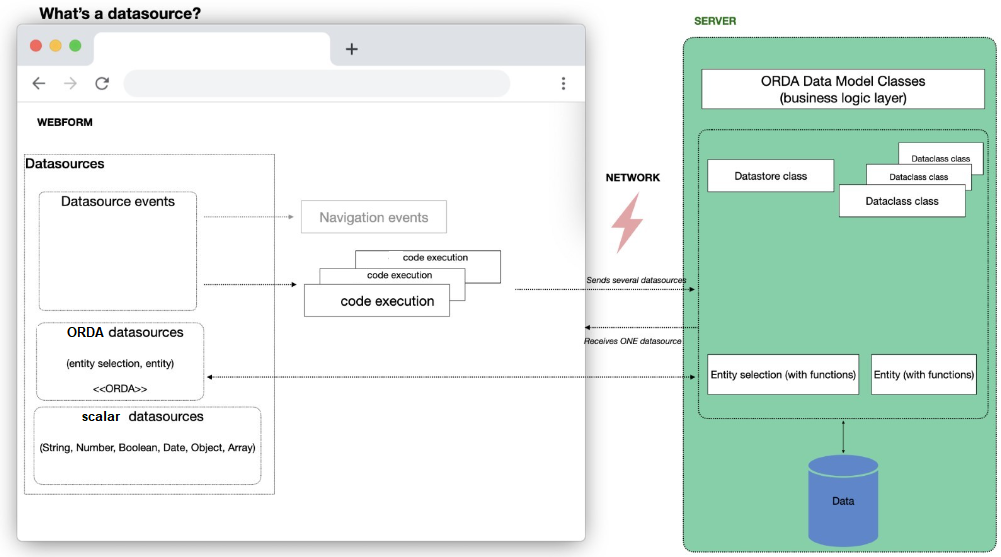 What's a datasource?
WEBFORM
Datasources
Datasource events
Navigation events
code execution
code execution
code execution
ORDA datasources
(entity selection, entity)
<<ORDA>>
scalar datasources
(String, Number, Boolean, Date, Object, Array)
NETWORK
Sends several datasources
Receives ONE datasource
SERVER
ORDA Data Model Classes
(business logic layer)
Datastore class
Dataclass class
Dataclass class
Dataclass class
Entity selection (with functions)
Entity (with functions)
Data